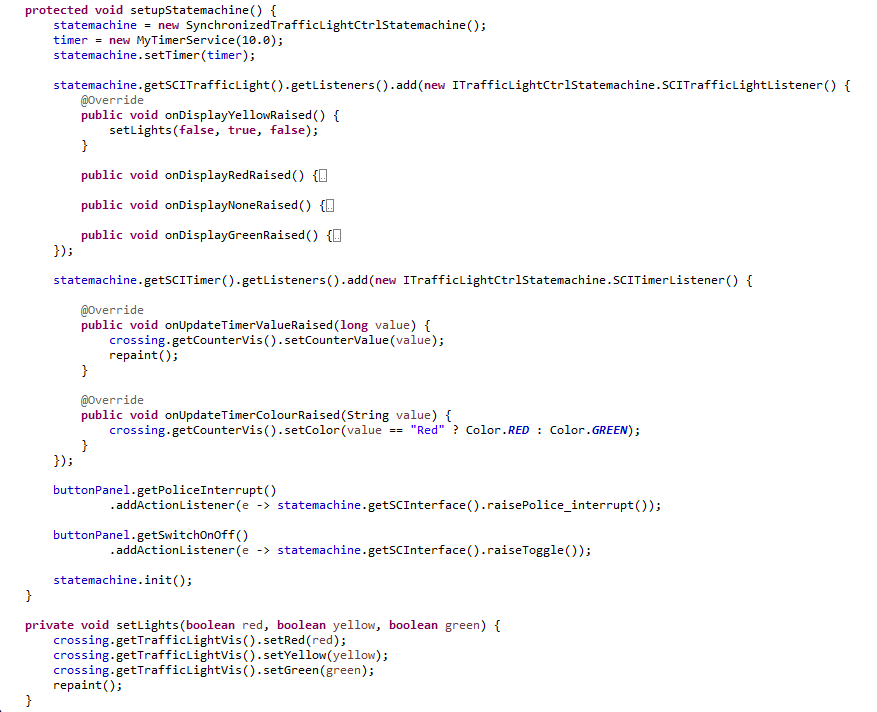 protected void setupStatemachine() {
    statemachine = new SynchronizedTrafficLightCtrlStatemachine();
    timer = new MyTimerService(10.0);
    statemachine.setTimer(timer);

    statemachine.getSCITrafficLight().getListeners().add(new ITrafficLightCtrlStatemachine.SCITrafficLightListener() {
        @Override
        public void onDisplayYellowRaised() {
            setLights(false, true, false);
        }

        public void onDisplayRedRaised() {..

        public void onDisplayNoneRaised() {..

        public void onDisplayGreenRaised() {..
    });

    statemachine.getSCITimer().getListeners().add(new ITrafficLightCtrlStatemachine.SCITimerListener() {

        @Override
        public void onUpdateTimerValueRaised(long value) {
            crossing.getCounterVis().setCounterValue(value);
            repaint();
        }

        @Override
        public void onUpdateTimerColourRaised(String value) {
            crossing.getCounterVis().setColor(value == "Red" ? Color.RED : Color.GREEN);
        }
    });

    buttonPanel.getPoliceInterrupt()
            .addActionListener(e -> statemachine.getSCInterface().raisePolice_interrupt());

    buttonPanel.getSwitchOnOff()
            .addActionListener(e -> statemachine.getSCInterface().raiseToggle());

    statemachine.init();
}

private void setLights(boolean red, boolean yellow, boolean green) {
    crossing.getTrafficLightVis().setRed(red);
    crossing.getTrafficLightVis().setYellow(yellow);
    crossing.getTrafficLightVis().setGreen(green);
    repaint();
}